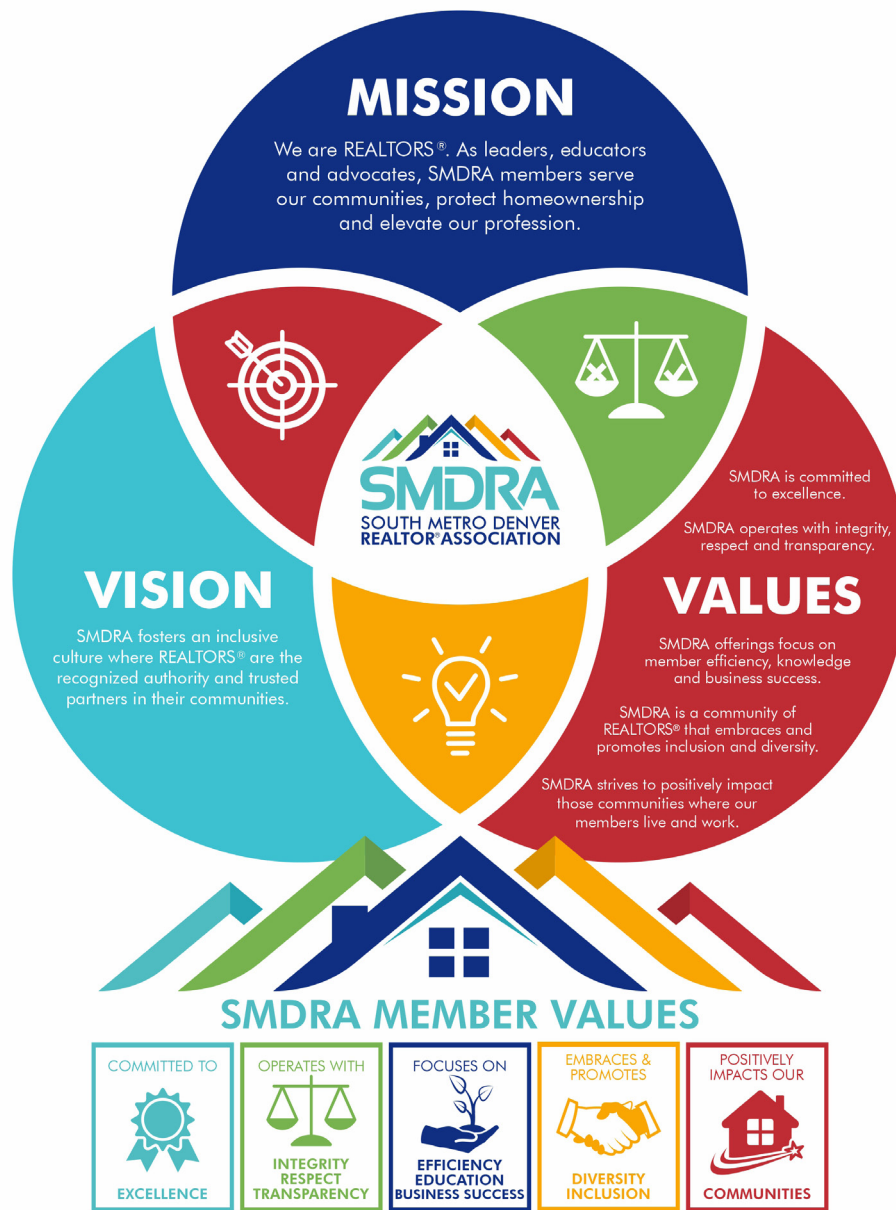 MISSION
We are REALTORS®. As leaders, educators
and advocates, SMDRA members serve
our communities, protect homeownership
and elevate our profession.
SMDRA
SOUTH METRO DENVER
REALTOR® ASSOCIATION
VISION
SMDRA fosters an inclusive
culture where REALTORS® are the
recognized authority and trusted
partners in their communities.
SMDRA is committed
to excellence.
SMDRA operates with integrity,
respect and transparency.
VALUES
SMDRA offerings focus on
member efficiency, knowledge
and business success.
SMDRA is a community of
REALTORS® that embraces and
promotes inclusion and diversity.
SMDRA strives to positively impact
those communities where our
members live and work.
SMDRA MEMBER VALUES
COMMITTED TO
EXCELLENCE
OPERATES WITH
INTEGRITY
RESPECT
TRANSPARENCY
FOCUSES ON
EFFICIENCY
EDUCATION
BUSINESS SUCCESS
EMBRACES &
PROMOTES
DIVERSITY
INCLUSION
POSITIVELY
IMPACTS OUR
COMMUNITIES